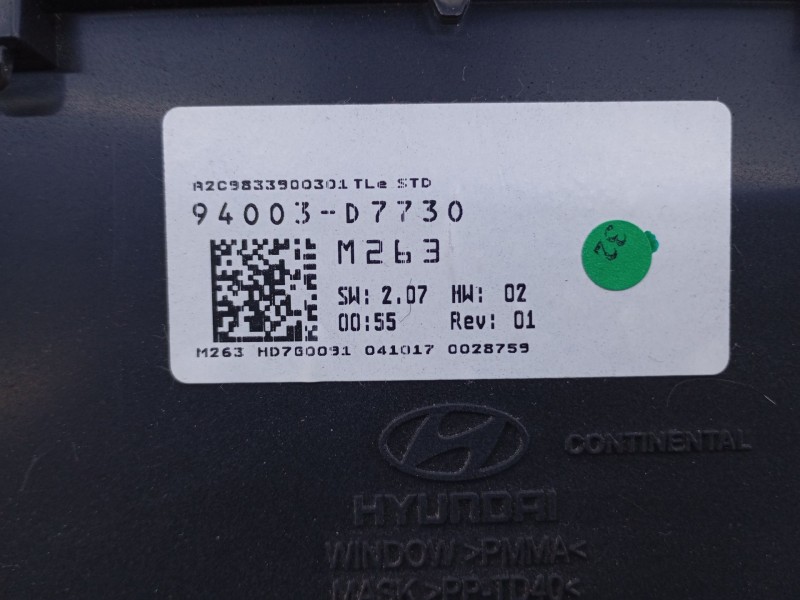 A2C9833900301 TLe STD
94003-D7730
M263
32
SW: 2.07 HW: 02
00:55 Rev: 01
M263 HD7G0091 041017 0028759
CONTINENTAL
HYUNDAI
WINDOW >PMMA<
MASK >PP-TD40<